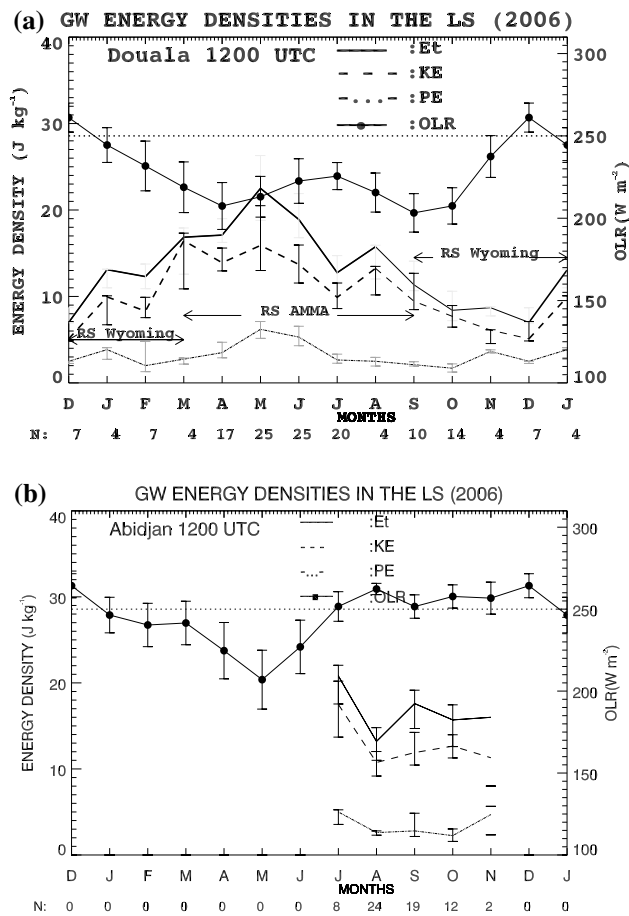 (a) GW ENERGY DENSITIES IN THE LS (2006)
Douala 1200 UTC
:Et
:KE
:PE
:OLR
ENERGY DENSITY (J kg-1)
40
30
20
10
0
OLR(W m-2)
300
250
200
150
100
RS Wyoming
RS AMMA
RS Wyoming
D J F M A M J J A S O N D J
MONTHS
N: 7 4 7 4 17 25 25 20 4 10 14 4 7 4
(b) GW ENERGY DENSITIES IN THE LS (2006)
Abidjan 1200 UTC
:Et
:KE
:PE
:OLR
ENERGY DENSITY (J kg-1)
40
30
20
10
0
OLR(W m-2)
300
250
200
150
100
D J F M A M J J A S O N D J
MONTHS
N: 0 0 0 0 0 0 0 8 24 19 12 2 0 0